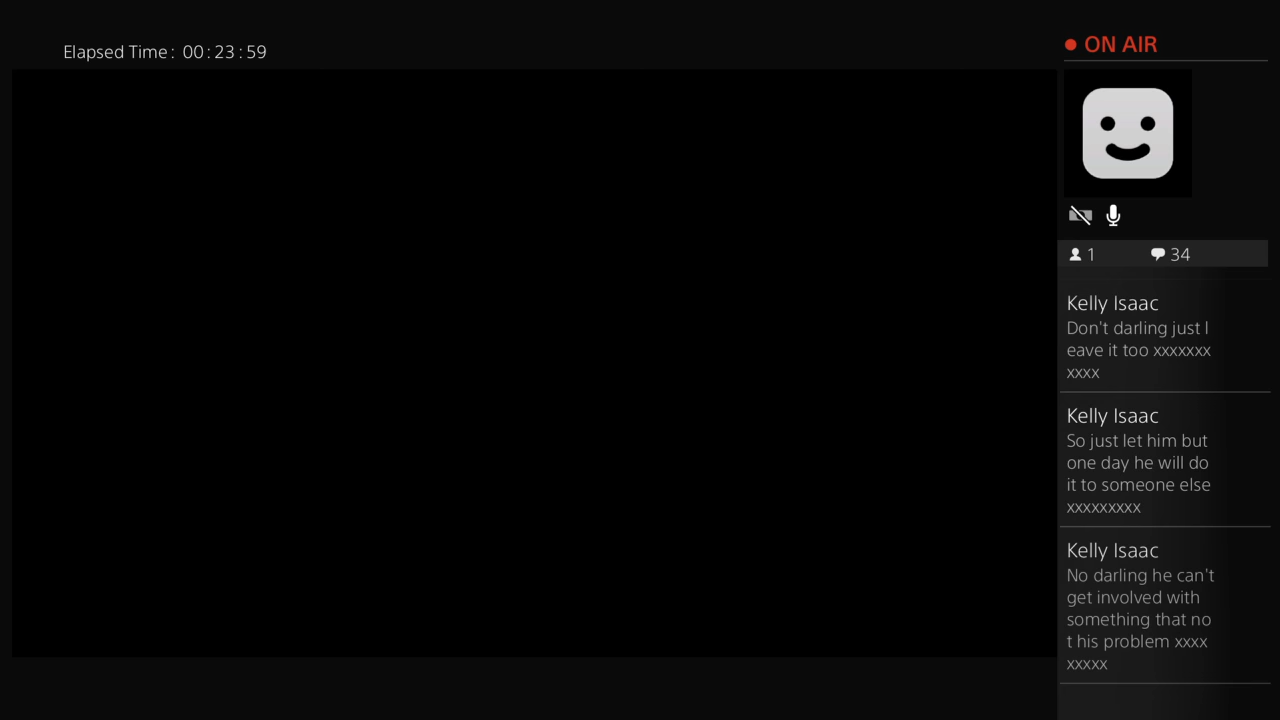 Elapsed Time: 00:23:59
ON AIR
1 34
Kelly Isaac
Don't darling just l
eave it too xxxxxxx
xxxx
Kelly Isaac
So just let him but
one day he will do
it to someone else
xxxxxxxxx
Kelly Isaac
No darling he can't
get involved with
something that no
t his problem xxxx
xxxxx